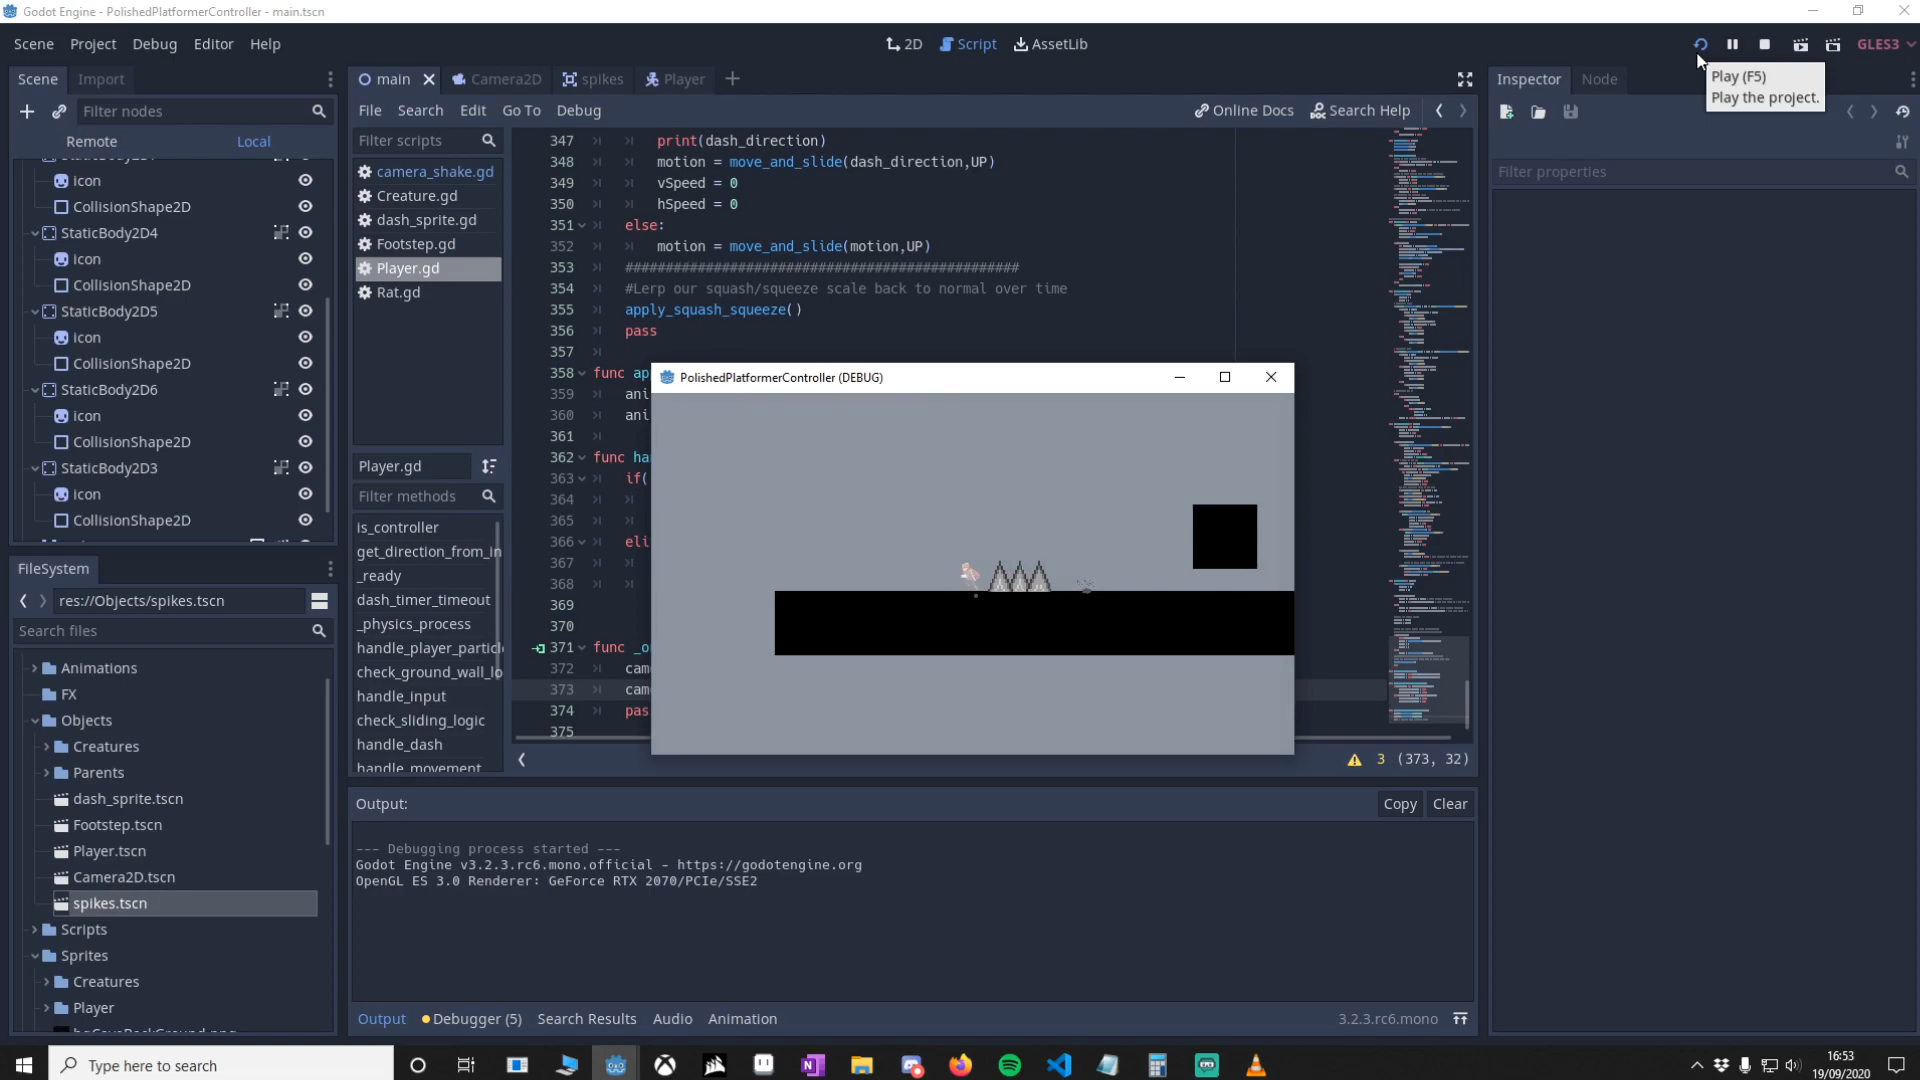 Godot Engine - PolishedPlatformerController - main.tscn
Scene Project Debug Editor Help
2D Script AssetLib
GLES3
Play (F5)
Play the project.
Scene Import
Filter nodes
Remote Local
icon
CollisionShape2D
StaticBody2D4
icon
CollisionShape2D
StaticBody2D5
icon
CollisionShape2D
StaticBody2D6
icon
CollisionShape2D
StaticBody2D3
icon
CollisionShape2D
FileSystem
res://Objects/spikes.tscn
Search files
Animations
FX
Objects
Creatures
Parents
dash_sprite.tscn
Footstep.tscn
Player.tscn
Camera2D.tscn
spikes.tscn
Scripts
Sprites
Creatures
Player
main Camera2D spikes Player
File Search Edit Go To Debug
Online Docs Search Help
Filter scripts
camera_shake.gd
Creature.gd
dash_sprite.gd
Footstep.gd
Player.gd
Rat.gd
Player.gd
Filter methods
is_controller
get_direction_from_in
_ready
dash_timer_timeout
_physics_process
handle_player_partic
check_ground_wall_lo
handle_input
check_sliding_logic
handle_dash
handle_movement
347 print(dash_direction)
348 motion = move_and_slide(dash_direction,UP)
349 vSpeed = 0
350 hSpeed = 0
351 else:
352 motion = move_and_slide(motion,UP)
353 #################################################
354 #Lerp our squash/squeeze scale back to normal over time
355 apply_squash_squeeze()
356 pass
357
358 func ap
359 ani
360 ani
361
362 func ha
363 if(
364
365
366 eli
367
368
369
370
371 func _o
372 cam
373 cam
374 pas
375
PolishedPlatformerController (DEBUG)
3 (373, 32)
Output:
Copy Clear
--- Debugging process started ---
Godot Engine v3.2.3.rc6.mono.official - https://godotengine.org
OpenGL ES 3.0 Renderer: GeForce RTX 2070/PCIe/SSE2
Output Debugger (5) Search Results Audio Animation
3.2.3.rc6.mono
Inspector Node
Filter properties
Type here to search
16:53
19/09/2020